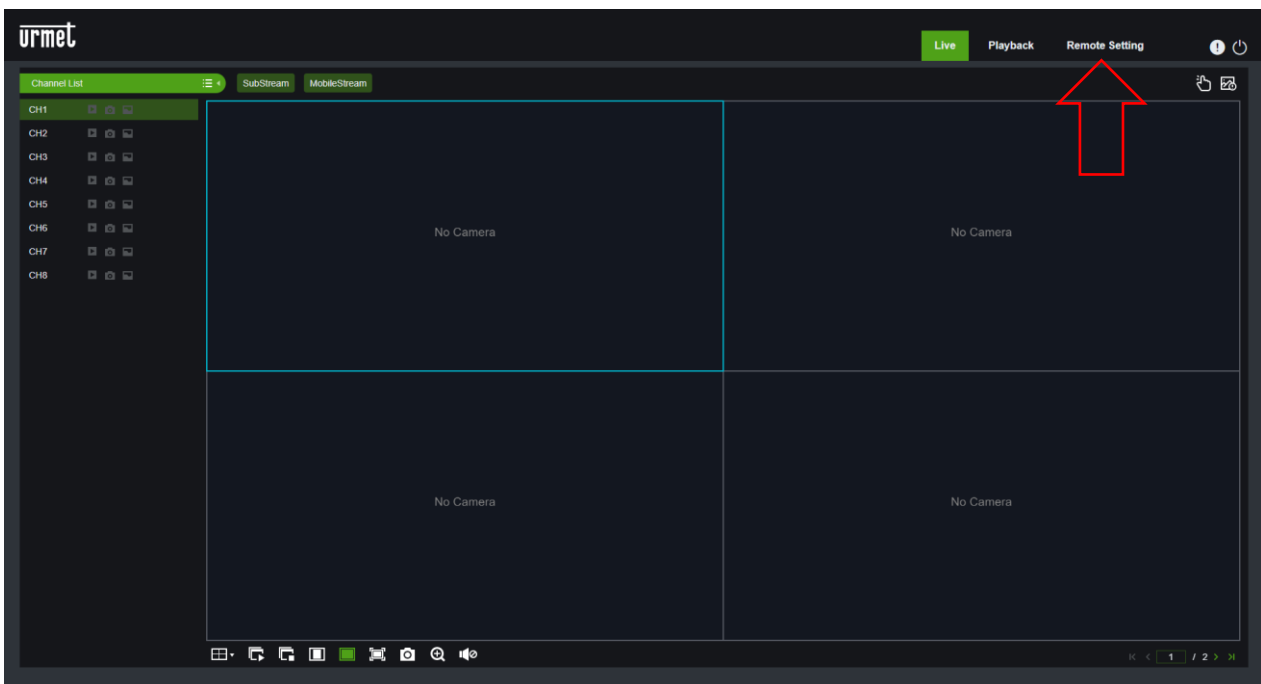 urmet
Live Playback Remote Setting
Channel List
SubStream MobileStream
CH1
CH2
CH3
CH4
CH5
CH6
CH7
CH8
No Camera No Camera
No Camera No Camera
1 / 2